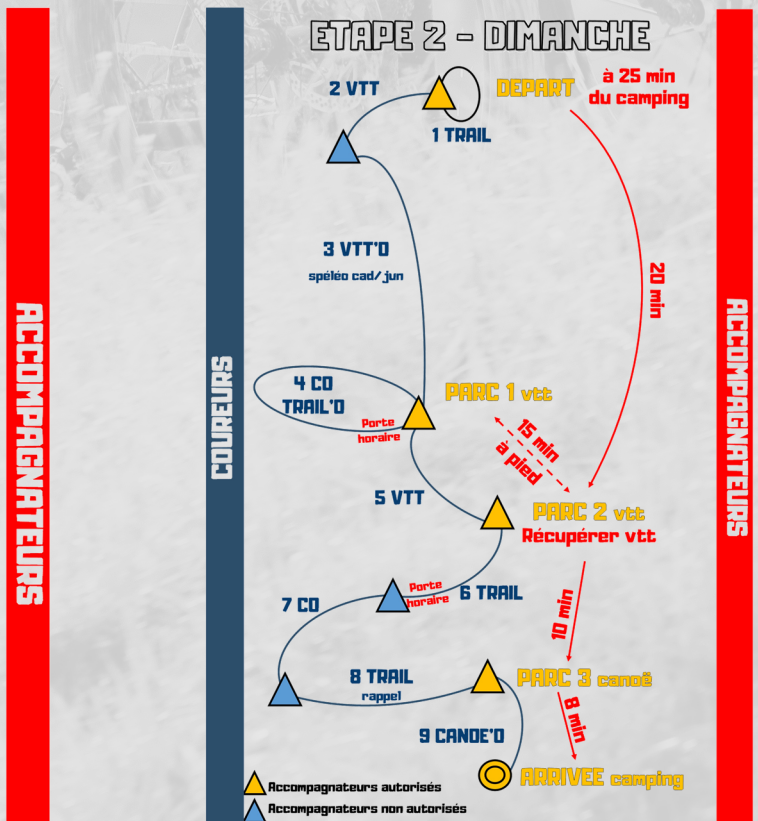 ETAPE 2 - DIMANCHE
à 25 min
du camping
DEPART
2 VTT
1 TRAIL
3 VTT'O
spéléo cad/jun
20 min
ACCOMPAGNATEURS
COUREURS
ACCOMPAGNATEURS
4 CO
TRAIL'O
PARC 1 vtt
Porte
horaire
15 min
à pied
5 VTT
PARC 2 vtt
Récupérer vtt
Porte
horaire
6 TRAIL
7 CO
10 min
8 TRAIL
rappel
PARC 3 canoë
8 min
9 CANOE'O
ARRIVEE camping
Accompagnateurs autorisés
Accompagnateurs non autorisés